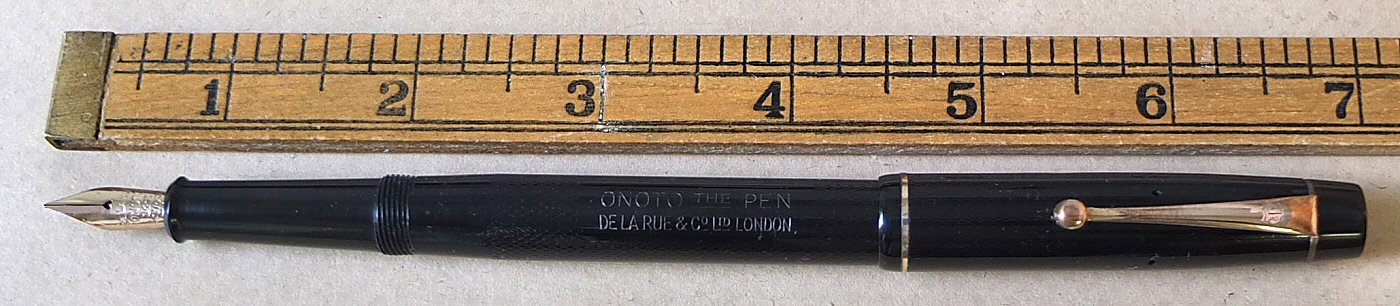 1 2 3 4 5 6 7
ONOTO THE PEN
DE LA RUE & Cº LTD LONDON.